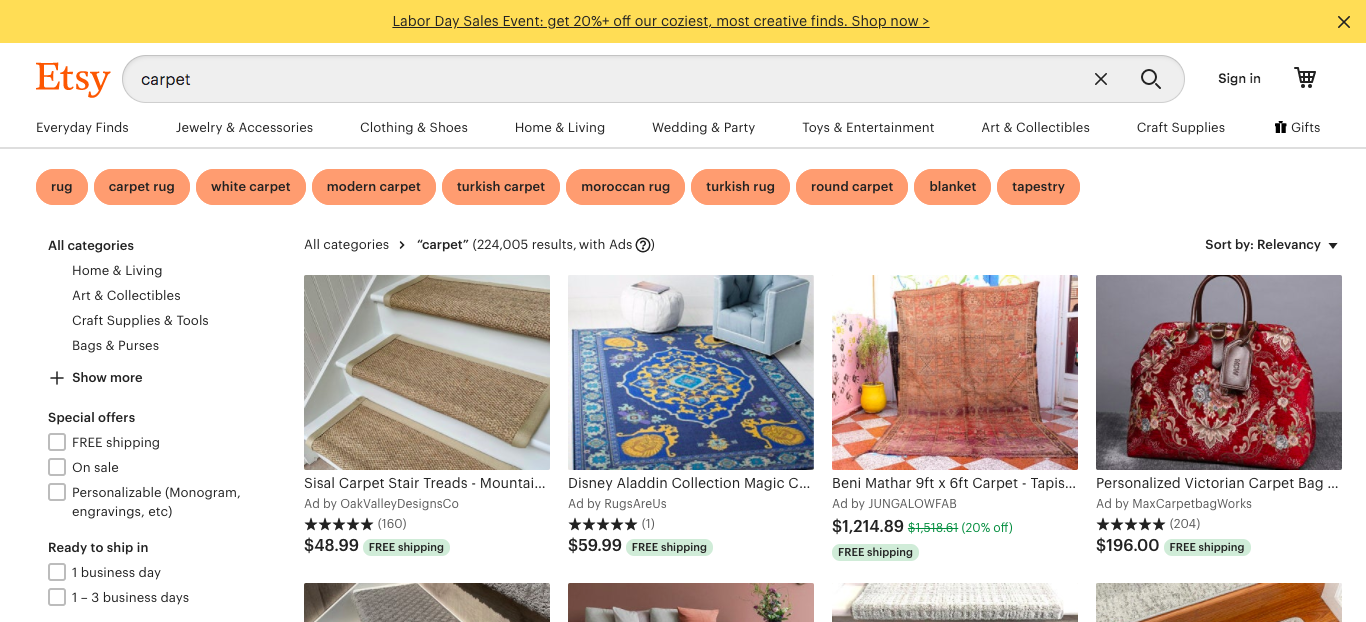 Labor Day Sales Event: get 20%+ off our coziest, most creative finds. Shop now >
Etsy
carpet
Sign in
Everyday Finds
Jewelry & Accessories
Clothing & Shoes
Home & Living
Wedding & Party
Toys & Entertainment
Art & Collectibles
Craft Supplies
Gifts
rug
carpet rug
white carpet
modern carpet
turkish carpet
moroccan rug
turkish rug
round carpet
blanket
tapestry
All categories
Home & Living
Art & Collectibles
Craft Supplies & Tools
Bags & Purses
Show more
Special offers
FREE shipping
On sale
Personalizable (Monogram,
engravings, etc)
Ready to ship in
1 business day
1 – 3 business days
All categories > “carpet” (224,005 results, with Ads ?)
Sort by: Relevancy
Sisal Carpet Stair Treads - Mountai...
Ad by OakValleyDesignsCo
★★★★★ (160)
$48.99 FREE shipping
Disney Aladdin Collection Magic C...
Ad by RugsAreUs
★★★★★ (1)
$59.99 FREE shipping
Beni Mathar 9ft x 6ft Carpet - Tapis...
Ad by JUNGALOWFAB
$1,214.89 $1,518.61 (20% off)
FREE shipping
Personalized Victorian Carpet Bag ...
Ad by MaxCarpetbagWorks
★★★★★ (204)
$196.00 FREE shipping